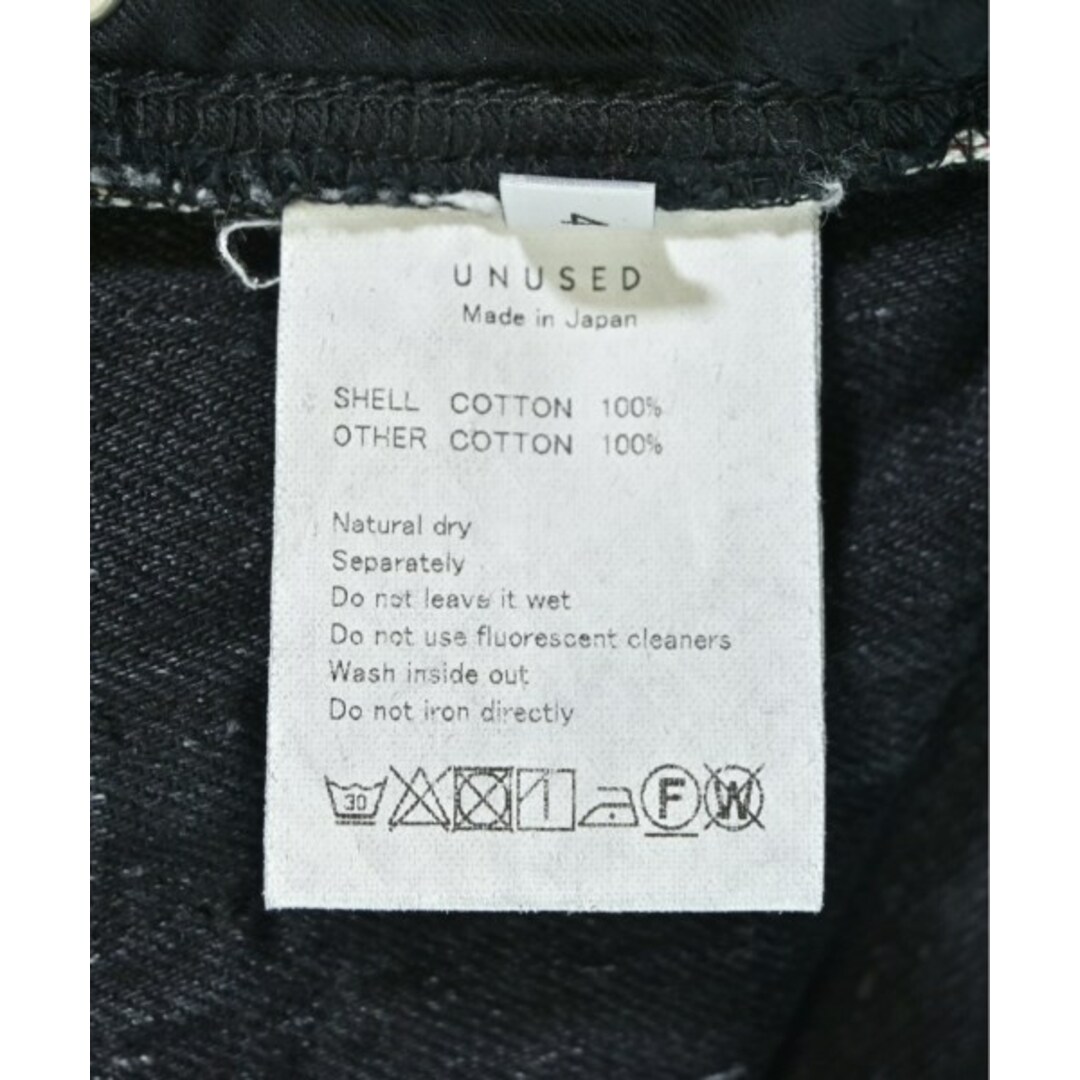 4
UNUSED
Made in Japan
SHELL COTTON 100%
OTHER COTTON 100%
Natural dry
Separately
Do not leave it wet
Do not use fluorescent cleaners
Wash inside out
Do not iron directly
30 F W